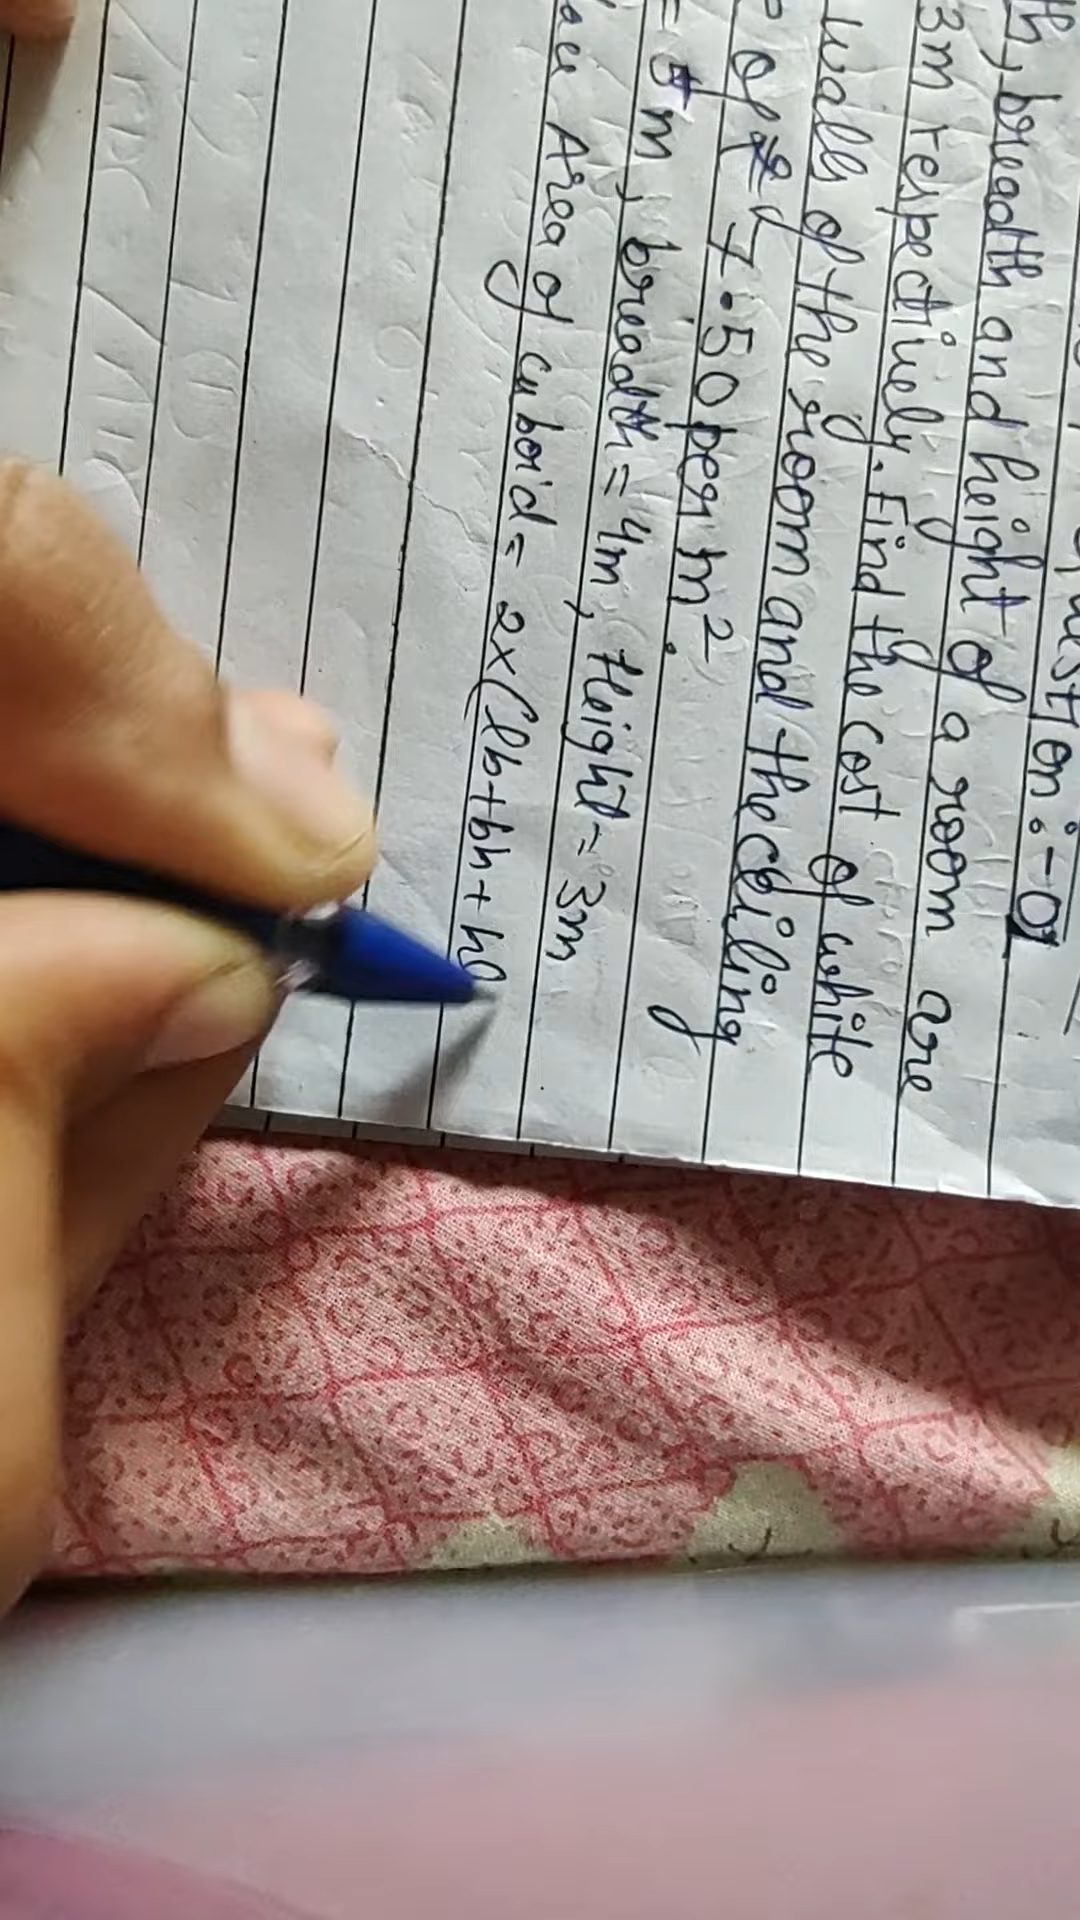 Question :- 01
th, breadth and height of a room are
3m respectively. Find the cost of white
walls of the room and the ceiling
of ₹ 7.50 per m².
= 5m, breadth = 4m, Height = 3m
Area of cuboid = 2×(lb+bh+hl